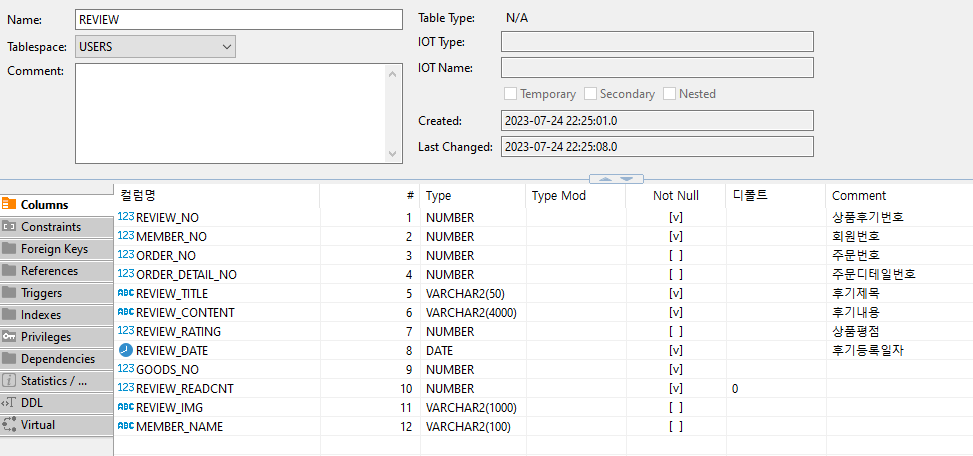 Name: REVIEW
Tablespace: USERS
Comment:
Table Type: N/A
IOT Type:
IOT Name:
Temporary Secondary Nested
Created: 2023-07-24 22:25:01.0
Last Changed: 2023-07-24 22:25:08.0
Columns
Constraints
Foreign Keys
References
Triggers
Indexes
Privileges
Dependencies
Statistics / ...
DDL
Virtual
컬럼명 # Type Type Mod Not Null 디폴트 Comment
123 REVIEW_NO 1 NUMBER [v] 상품후기번호
123 MEMBER_NO 2 NUMBER [v] 회원번호
123 ORDER_NO 3 NUMBER [ ] 주문번호
123 ORDER_DETAIL_NO 4 NUMBER [ ] 주문디테일번호
ABC REVIEW_TITLE 5 VARCHAR2(50) [v] 후기제목
ABC REVIEW_CONTENT 6 VARCHAR2(4000) [v] 후기내용
123 REVIEW_RATING 7 NUMBER [ ] 상품평점
REVIEW_DATE 8 DATE [v] 후기등록일자
123 GOODS_NO 9 NUMBER [v]
123 REVIEW_READCNT 10 NUMBER [v] 0
ABC REVIEW_IMG 11 VARCHAR2(1000) [ ]
ABC MEMBER_NAME 12 VARCHAR2(100) [ ]